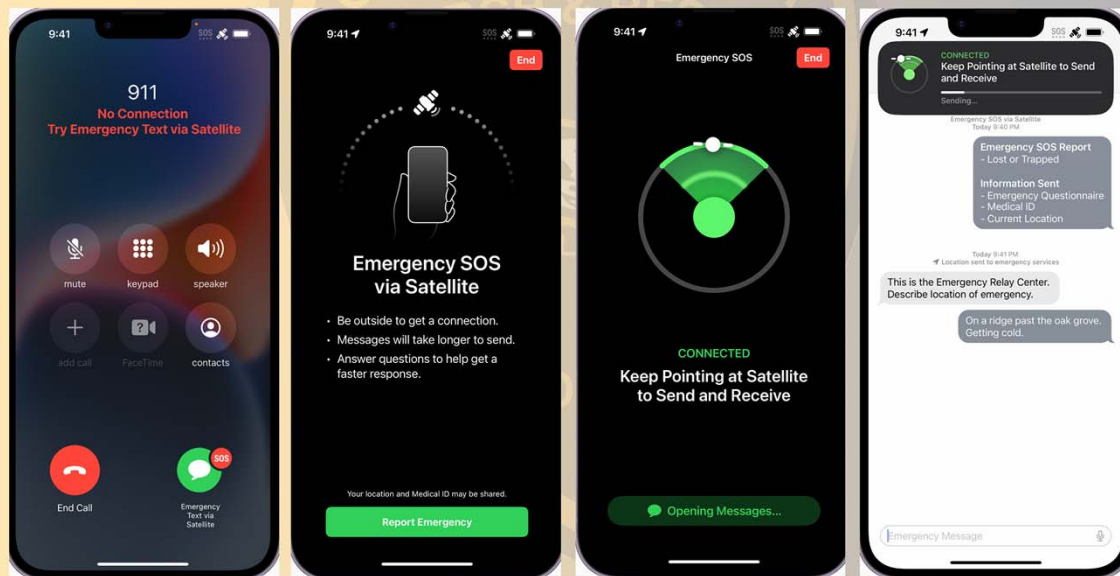 9:41
SOS
911
No Connection
Try Emergency Text via Satellite
mute
keypad
speaker
add call
FaceTime
contacts
End Call
SOS
Emergency
Text via
Satellite
9:41
SOS
End
Emergency SOS
via Satellite
• Be outside to get a connection.
• Messages will take longer to send.
• Answer questions to help get a
faster response.
Your location and Medical ID may be shared.
Report Emergency
9:41
SOS
Emergency SOS
End
CONNECTED
Keep Pointing at Satellite
to Send and Receive
Opening Messages...
9:41
SOS
CONNECTED
Keep Pointing at Satellite to Send
and Receive
Sending...
Emergency SOS via Satellite
Today 9:40 PM
Emergency SOS Report
- Lost or Trapped
Information Sent
- Emergency Questionnaire
- Medical ID
- Current Location
Today 9:41 PM
Location sent to emergency services
This is the Emergency Relay Center.
Describe location of emergency.
On a ridge past the oak grove.
Getting cold.
Emergency Message